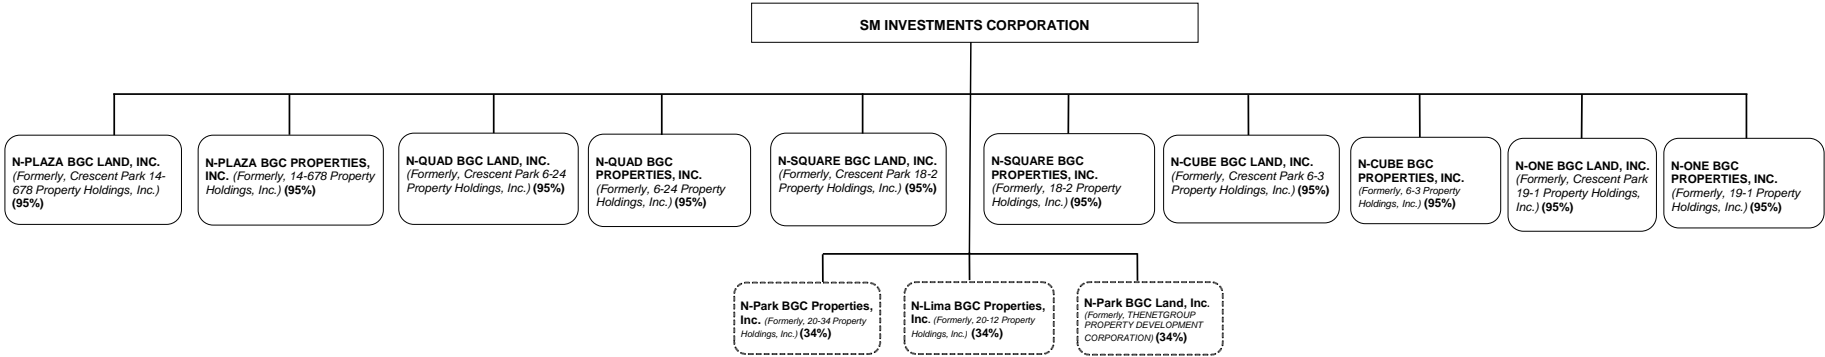 SM INVESTMENTS CORPORATION
N-PLAZA BGC LAND, INC.
(Formerly, Crescent Park 14-
678 Property Holdings, Inc.)
(95%)
N-PLAZA BGC PROPERTIES,
INC. (Formerly, 14-678 Property
Holdings, Inc.) (95%)
N-QUAD BGC LAND, INC.
(Formerly, Crescent Park 6-24
Property Holdings, Inc.) (95%)
N-QUAD BGC
PROPERTIES, INC.
(Formerly, 6-24 Property
Holdings, Inc.) (95%)
N-SQUARE BGC LAND, INC.
(Formerly, Crescent Park 18-2
Property Holdings, Inc.) (95%)
N-SQUARE BGC
PROPERTIES, INC.
(Formerly, 18-2 Property
Holdings, Inc.) (95%)
N-CUBE BGC LAND, INC.
(Formerly, Crescent Park 6-3
Property Holdings, Inc.) (95%)
N-CUBE BGC
PROPERTIES, INC.
(Formerly, 6-3 Property
Holdings, Inc.) (95%)
N-ONE BGC LAND, INC.
(Formerly, Crescent Park
19-1 Property Holdings,
Inc.) (95%)
N-ONE BGC
PROPERTIES, INC.
(Formerly, 19-1 Property
Holdings, Inc.) (95%)
N-Park BGC Properties,
Inc. (Formerly, 20-34 Property
Holdings, Inc.) (34%)
N-Lima BGC Properties,
Inc. (Formerly, 20-12 Property
Holdings, Inc.) (34%)
N-Park BGC Land, Inc.
(Formerly, THENETGROUP
PROPERTY DEVELOPMENT
CORPORATION) (34%)